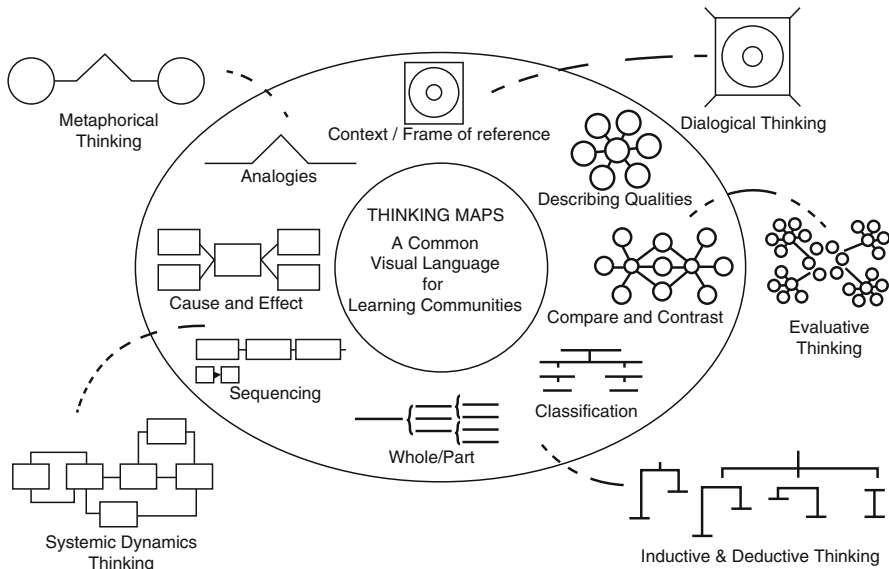 Metaphorical
Thinking
Context / Frame of reference
Dialogical Thinking
Analogies
Describing Qualities
THINKING MAPS
A Common
Visual Language
for
Learning Communities
Cause and Effect
Compare and Contrast
Evaluative
Thinking
Sequencing
Classification
Whole/Part
Systemic Dynamics
Thinking
Inductive & Deductive Thinking